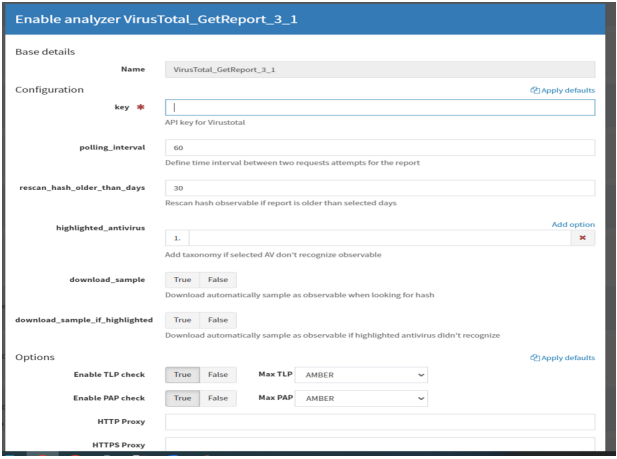 Enable analyzer VirusTotal_GetReport_3_1
Base details
Name VirusTotal_GetReport_3_1
Configuration Apply defaults
key ✱
API key for Virustotal
polling_interval 60
Define time interval between two requests attempts for the report
rescan_hash_older_than_days 30
Rescan hash observable if report is older than selected days
highlighted_antivirus Add option
1. ✖
Add taxonomy if selected AV don't recognize observable
download_sample True False
Download automatically sample as observable when looking for hash
download_sample_if_highlighted True False
Download automatically sample as observable if highlighted antivirus didn't recognize
Options Apply defaults
Enable TLP check True False Max TLP AMBER
Enable PAP check True False Max PAP AMBER
HTTP Proxy
HTTPS Proxy